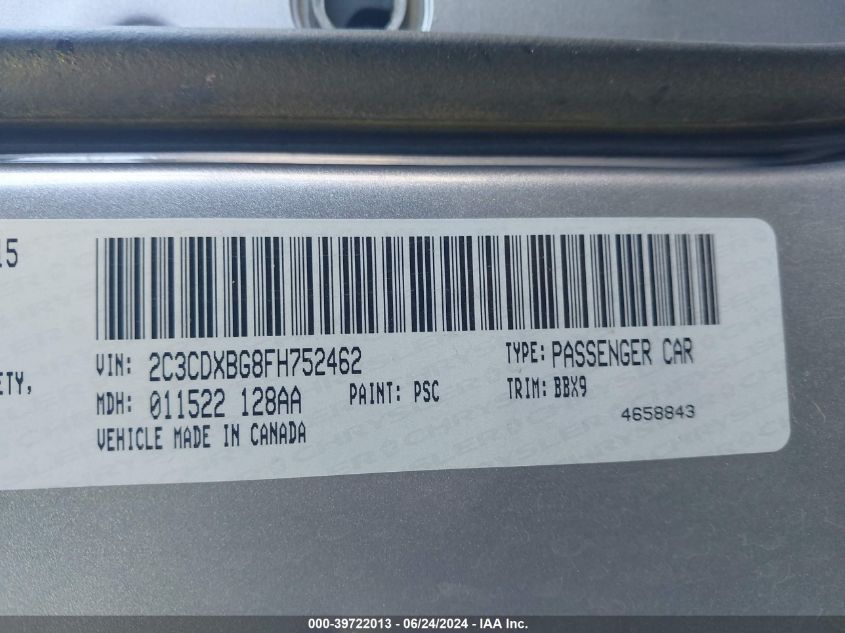 15
VIN: 2C3CDXBG8FH752462 TYPE: PASSENGER CAR
ETY,
MDH: 011522 128AA PAINT: PSC TRIM: BBX9
4658843
VEHICLE MADE IN CANADA
000-39722013 - 06/24/2024 - IAA Inc.